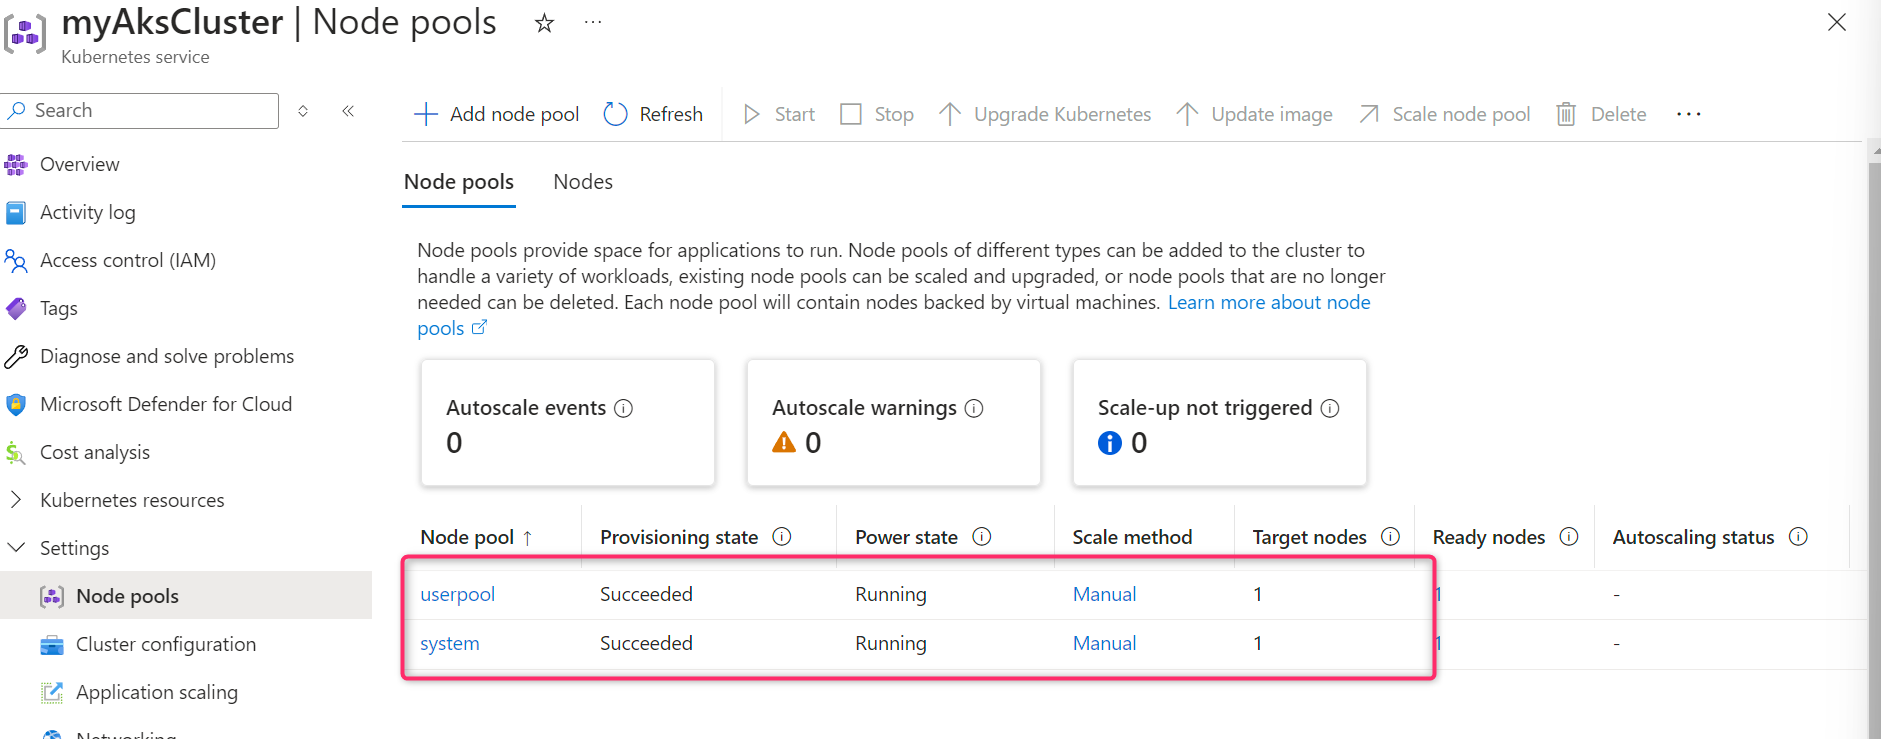 myAksCluster | Node pools
Kubernetes service
Search
Add node pool Refresh Start Stop Upgrade Kubernetes Update image Scale node pool Delete
Overview
Activity log
Access control (IAM)
Tags
Diagnose and solve problems
Microsoft Defender for Cloud
Cost analysis
Kubernetes resources
Settings
Node pools
Cluster configuration
Application scaling
Networking
Node pools Nodes
Node pools provide space for applications to run. Node pools of different types can be added to the cluster to
handle a variety of workloads, existing node pools can be scaled and upgraded, or node pools that are no longer
needed can be deleted. Each node pool will contain nodes backed by virtual machines. Learn more about node
pools
Autoscale events
0
Autoscale warnings
0
Scale-up not triggered
0
Node pool ↑ Provisioning state Power state Scale method Target nodes Ready nodes Autoscaling status
userpool Succeeded Running Manual 1 1 -
system Succeeded Running Manual 1 1 -